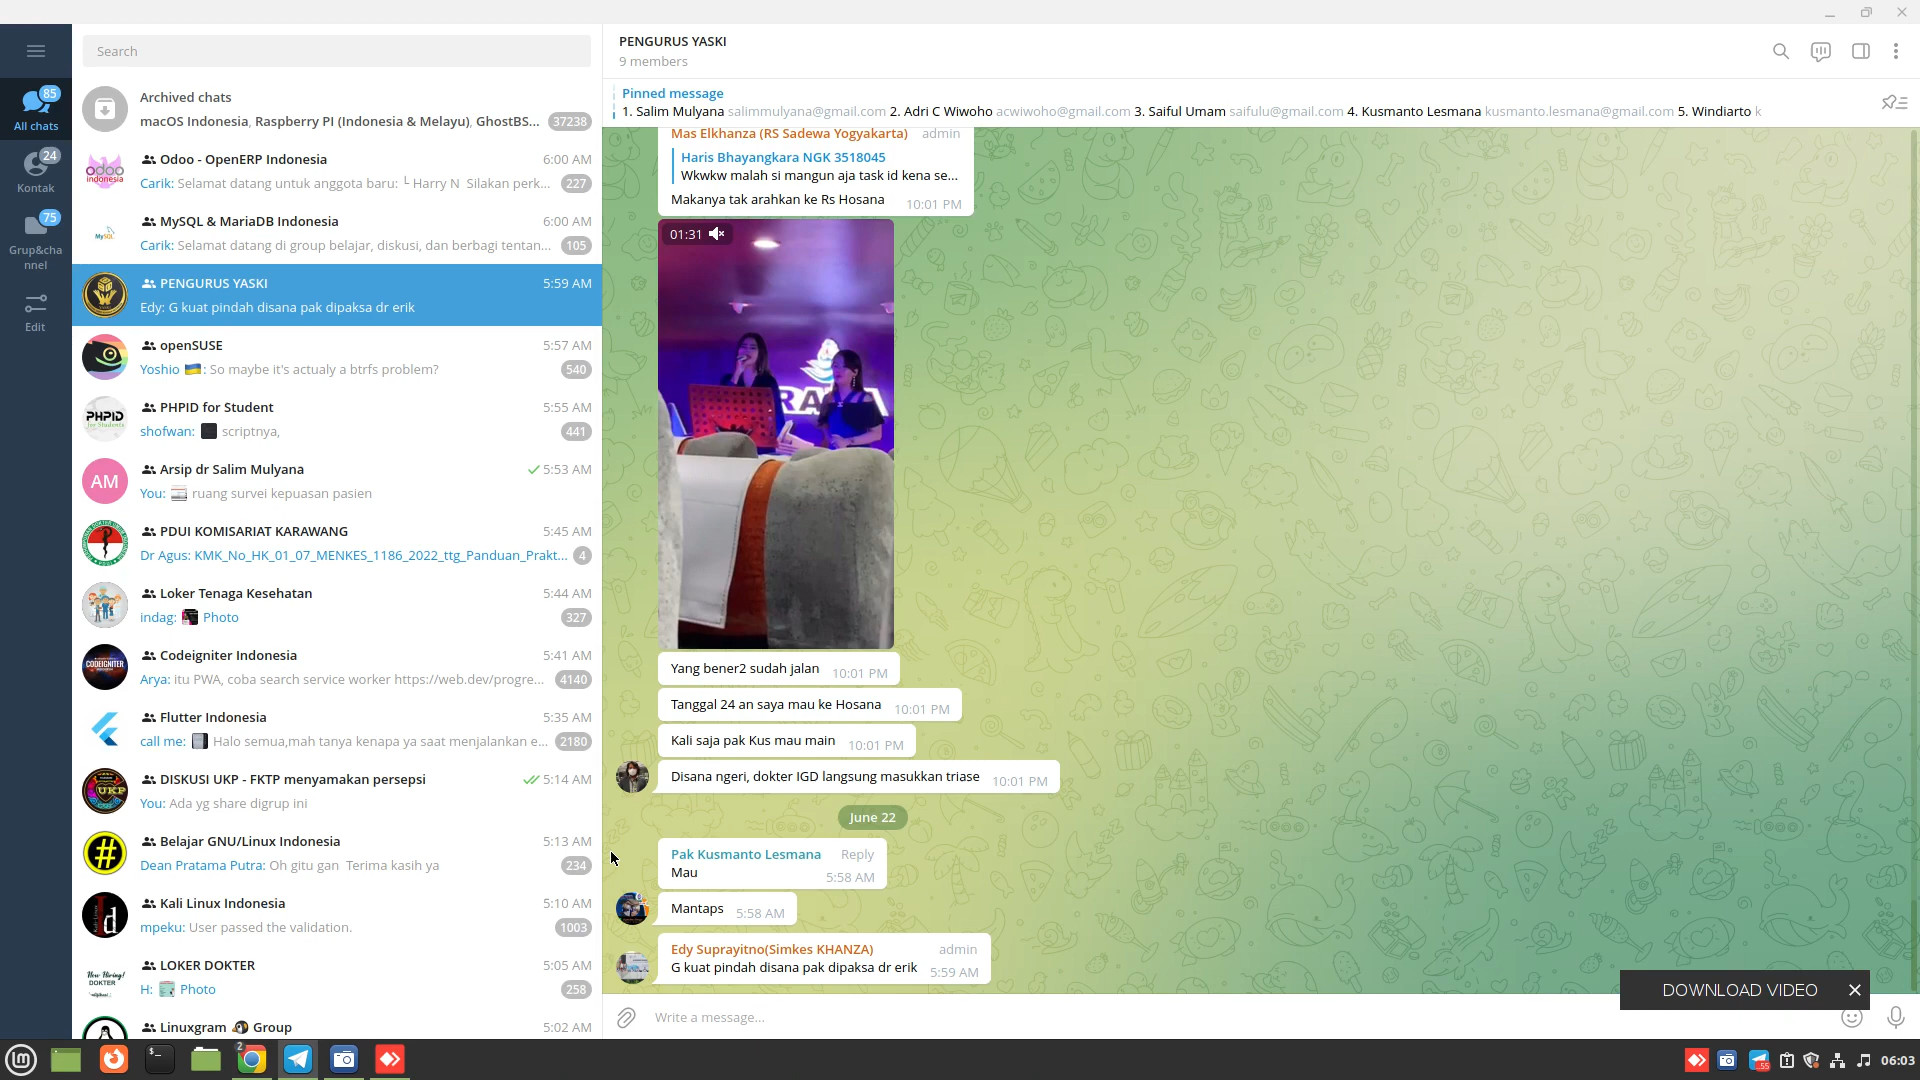 Search
PENGURUS YASKI
9 members
Pinned message
1. Salim Mulyana salimmulyana@gmail.com 2. Adri C Wiwoho acwiwoho@gmail.com 3. Saiful Umam saifulu@gmail.com 4. Kusmanto Lesmana kusmanto.lesmana@gmail.com 5. Windiarto k
85
All chats
24
Kontak
75
Grup&cha
nnel
Edit
Archived chats
macOS Indonesia, Raspberry PI (Indonesia & Melayu), GhostBS... 37238
Odoo - OpenERP Indonesia 6:00 AM
Carik: Selamat datang untuk anggota baru: └ Harry N Silakan perk... 227
MySQL & MariaDB Indonesia 6:00 AM
Carik: Selamat datang di group belajar, diskusi, dan berbagi tentan... 105
PENGURUS YASKI 5:59 AM
Edy: G kuat pindah disana pak dipaksa dr erik
openSUSE 5:57 AM
Yoshio : So maybe it's actualy a btrfs problem? 540
PHPID for Student 5:55 AM
shofwan: scriptnya, 441
AM
Arsip dr Salim Mulyana 5:53 AM
You: ruang survei kepuasan pasien
PDUI KOMISARIAT KARAWANG 5:45 AM
Dr Agus: KMK_No_HK_01_07_MENKES_1186_2022_ttg_Panduan_Prakt... 4
Loker Tenaga Kesehatan 5:44 AM
indag: Photo 327
Codeigniter Indonesia 5:41 AM
Arya: itu PWA, coba search service worker https://web.dev/progre... 4140
Flutter Indonesia 5:35 AM
call me: Halo semua,mah tanya kenapa ya saat menjalankan e... 2180
DISKUSI UKP - FKTP menyamakan persepsi 5:14 AM
You: Ada yg share digrup ini
Belajar GNU/Linux Indonesia 5:13 AM
Dean Pratama Putra: Oh gitu gan Terima kasih ya 234
Kali Linux Indonesia 5:10 AM
mpeku: User passed the validation. 1003
LOKER DOKTER 5:05 AM
H: Photo 258
Linuxgram Group 5:02 AM
odoo
indonesia
MySQL
PHPID
for Students
CODEIGNITER
UKP
#
Now Hiring!
DOKTER
Mas Elkhanza (RS Sadewa Yogyakarta) admin
Haris Bhayangkara NGK 3518045
Wkwkw malah si mangun aja task id kena se...
Makanya tak arahkan ke Rs Hosana 10:01 PM
01:31
Yang bener2 sudah jalan 10:01 PM
Tanggal 24 an saya mau ke Hosana 10:01 PM
Kali saja pak Kus mau main 10:01 PM
Disana ngeri, dokter IGD langsung masukkan triase 10:01 PM
June 22
Pak Kusmanto Lesmana Reply
Mau 5:58 AM
Mantaps 5:58 AM
Edy Suprayitno(Simkes KHANZA) admin
G kuat pindah disana pak dipaksa dr erik 5:59 AM
DOWNLOAD VIDEO
Write a message...
2
55
06:03